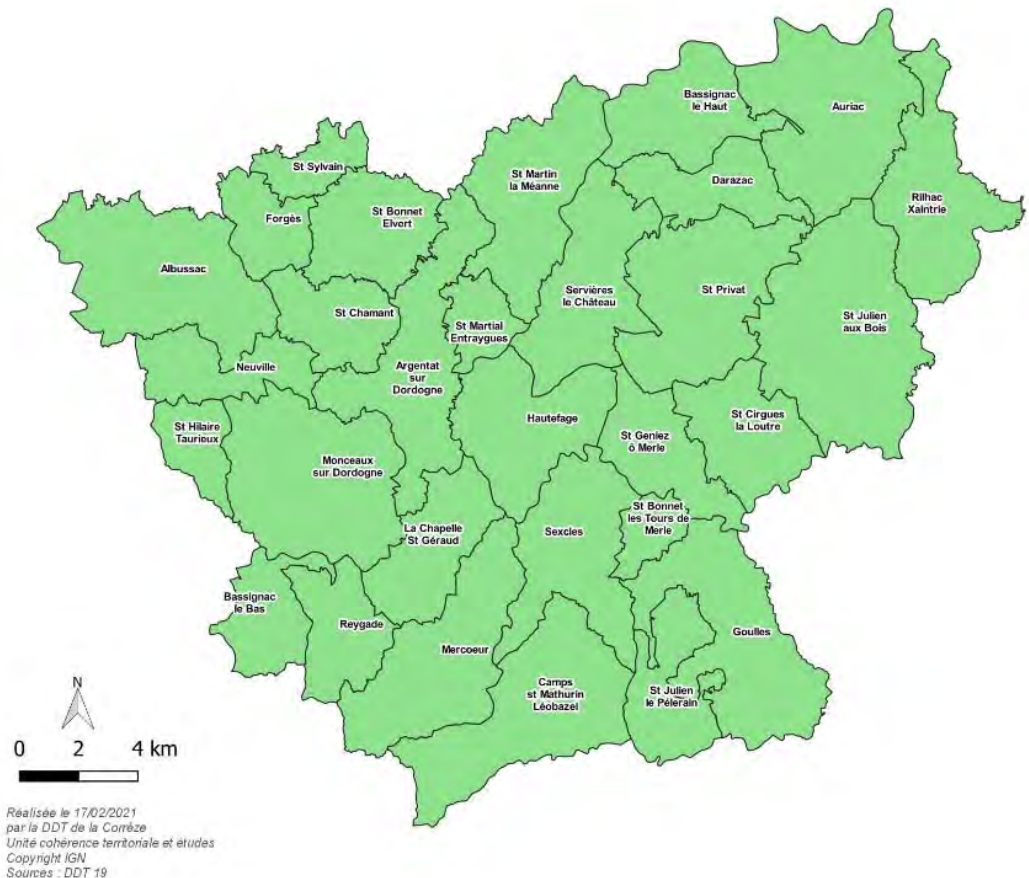 Bassignac
le Haut
Auriac
St Sylvain
St Martin
la Méanne
Darazac
Rilhac
Xaintrie
Forgès
St Bonnet
Elvert
Albussac
Servières
le Château
St Privat
St Chamant
St Martial
Entraygues
St Julien
aux Bois
Neuville
Argentat
sur
Dordogne
Hautefage
St Cirgues
la Loutre
St Hilaire
Taurieux
St Geniez
ô Merle
Monceaux
sur Dordogne
St Bonnet
les Tours de
Merle
La Chapelle
St Géraud
Sexcles
Bassignac
le Bas
Reygade
Goulles
Mercoeur
Camps
st Mathurin
Léobazel
St Julien
le Pélerain
N
0 2 4 km
Réalisée le 17/02/2021
par la DDT de la Corrèze
Unité cohérence territoriale et études
Copyright IGN
Sources : DDT 19